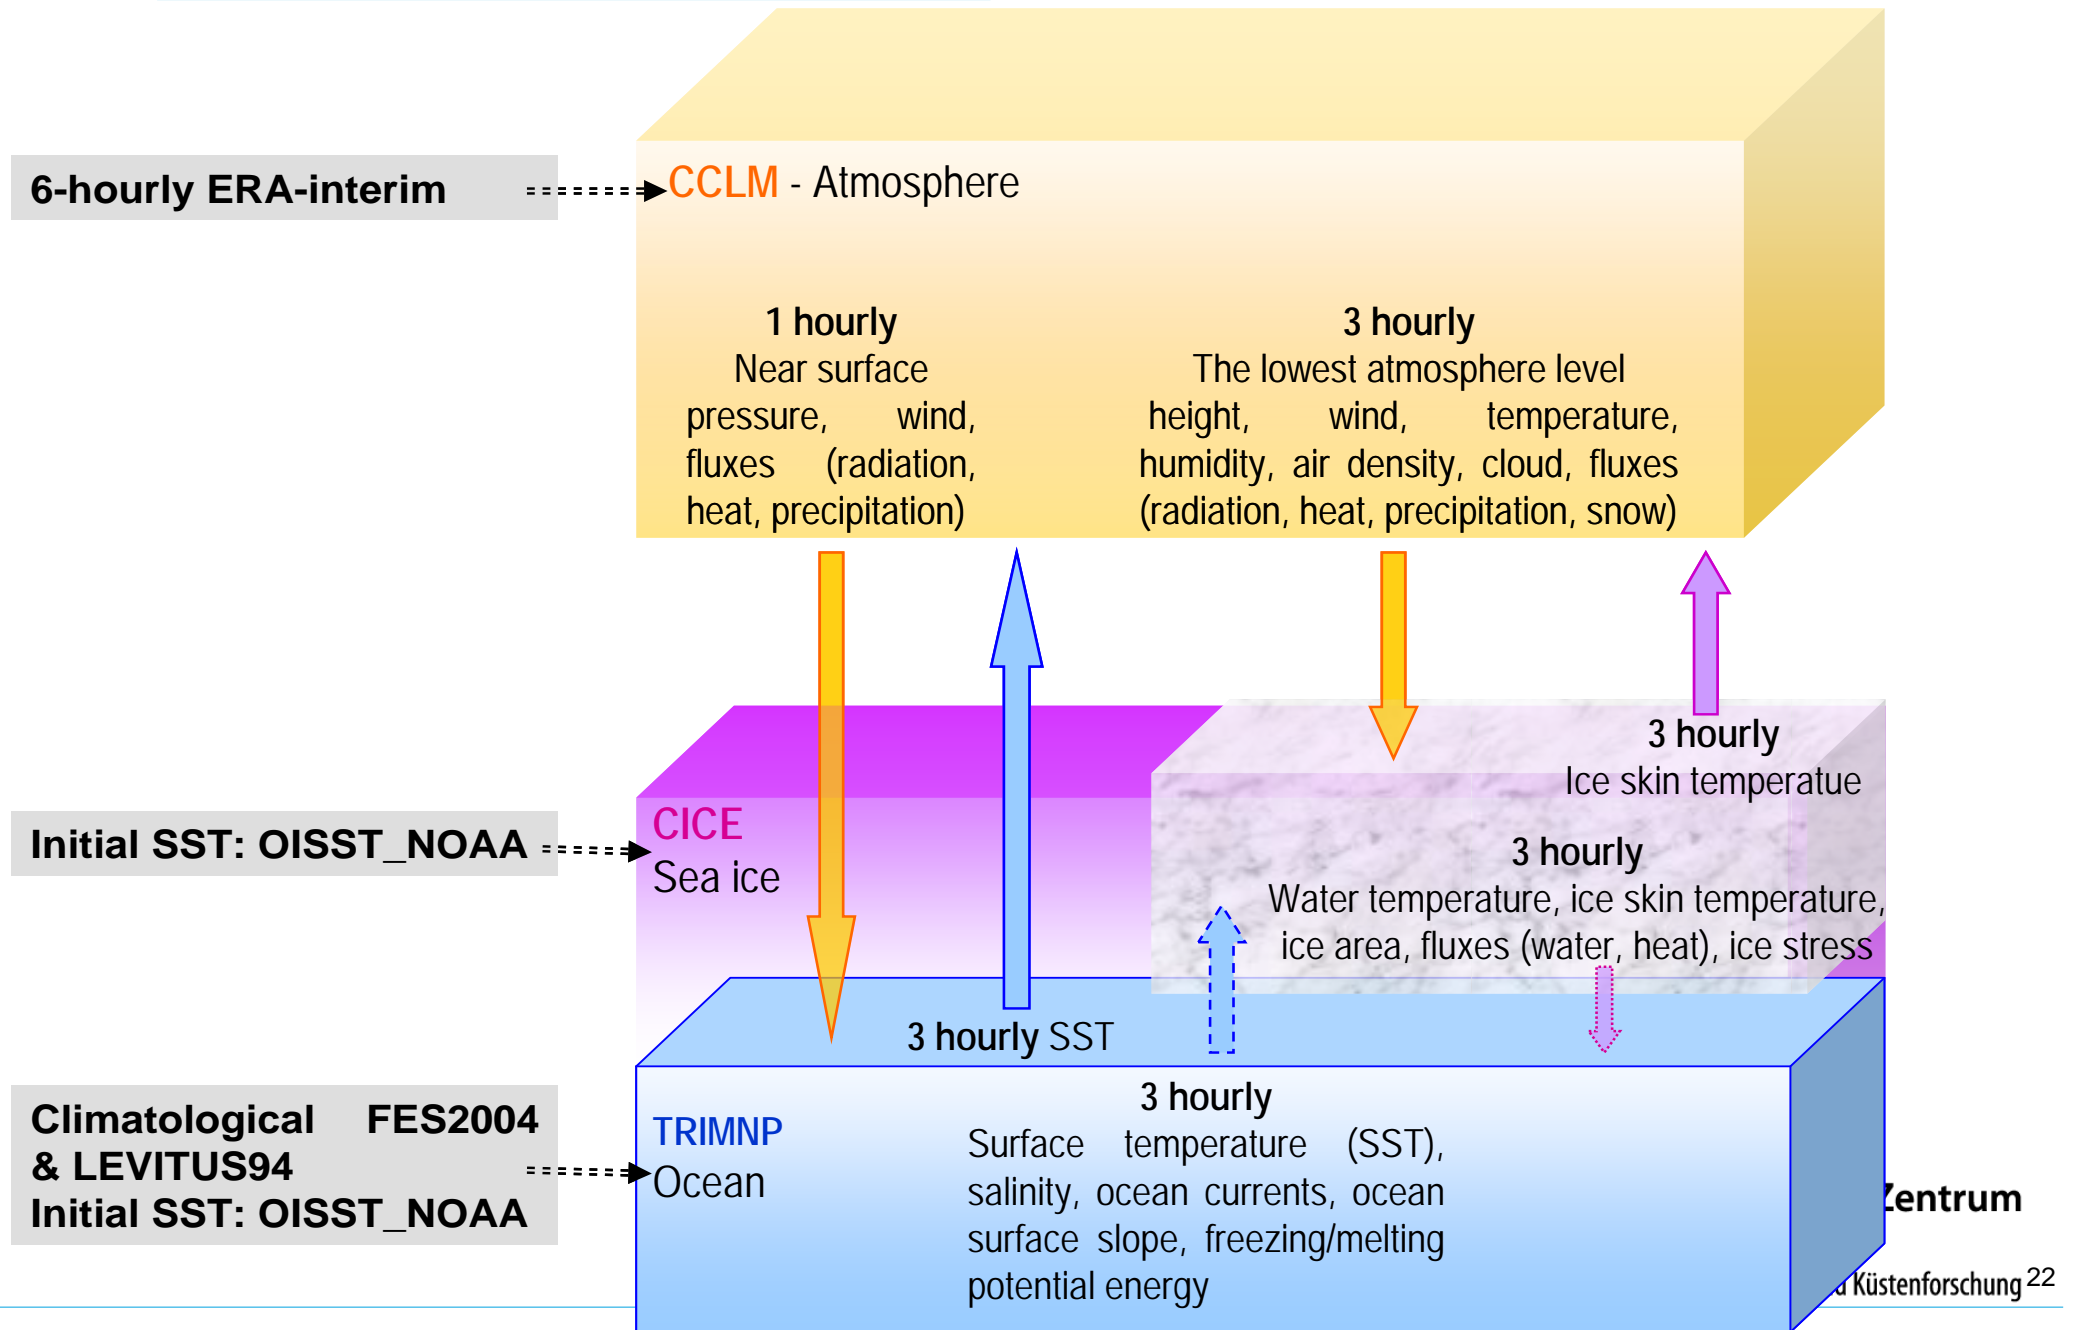 6-hourly ERA-interim
CCLM - Atmosphere
1 hourly
Near surface
pressure, wind,
fluxes (radiation,
heat, precipitation)
3 hourly
The lowest atmosphere level
height, wind, temperature,
humidity, air density, cloud, fluxes
(radiation, heat, precipitation, snow)
3 hourly
Ice skin temperatue
Initial SST: OISST_NOAA
CICE
Sea ice
3 hourly
Water temperature, ice skin temperature,
ice area, fluxes (water, heat), ice stress
3 hourly SST
Climatological FES2004
& LEVITUS94
Initial SST: OISST_NOAA
TRIMNP
Ocean
3 hourly
Surface temperature (SST),
salinity, ocean currents, ocean
surface slope, freezing/melting
potential energy
Zentrum
Küstenforschung 22